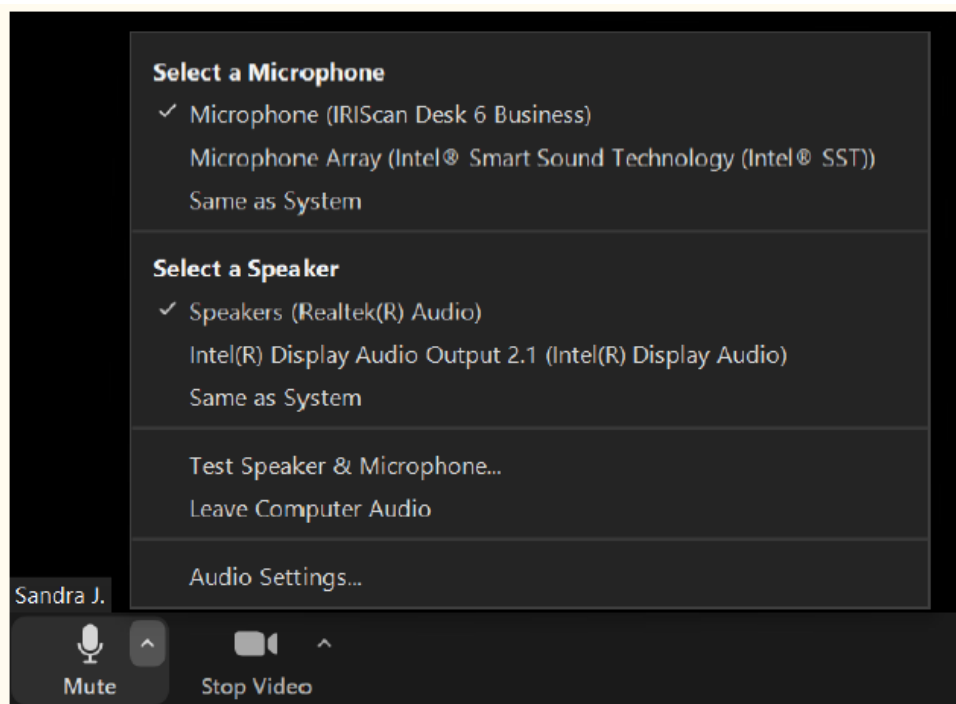 Select a Microphone
✓ Microphone (IRIScan Desk 6 Business)
Microphone Array (Intel® Smart Sound Technology (Intel® SST))
Same as System
Select a Speaker
✓ Speakers (Realtek(R) Audio)
Intel(R) Display Audio Output 2.1 (Intel(R) Display Audio)
Same as System
Test Speaker & Microphone...
Leave Computer Audio
Audio Settings...
Sandra J.
Mute
Stop Video